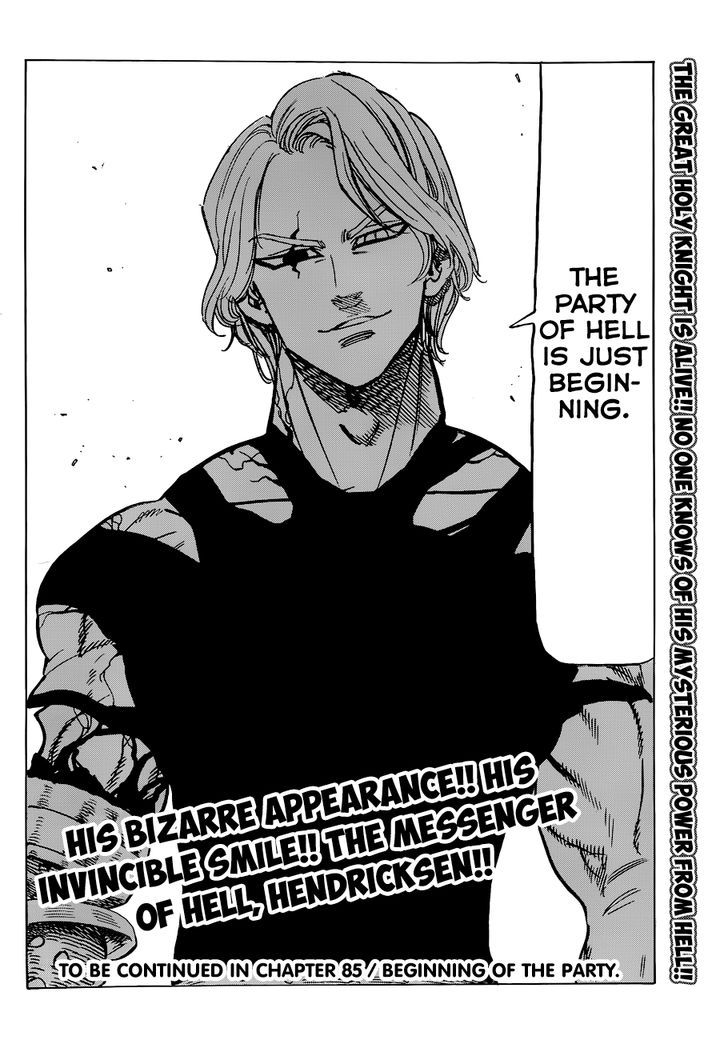 THE GREAT HOLY KNIGHT IS ALIVE!! NO ONE KNOWS OF HIS MYSTERIOUS POWER FROM HELL!!
THE
PARTY
OF HELL
IS JUST
BEGIN-
NING.
HIS BIZARRE APPEARANCE!! HIS
INVINCIBLE SMILE!! THE MESSENGER
OF HELL, HENDRICKSEN!!
TO BE CONTINUED IN CHAPTER 85 / BEGINNING OF THE PARTY.